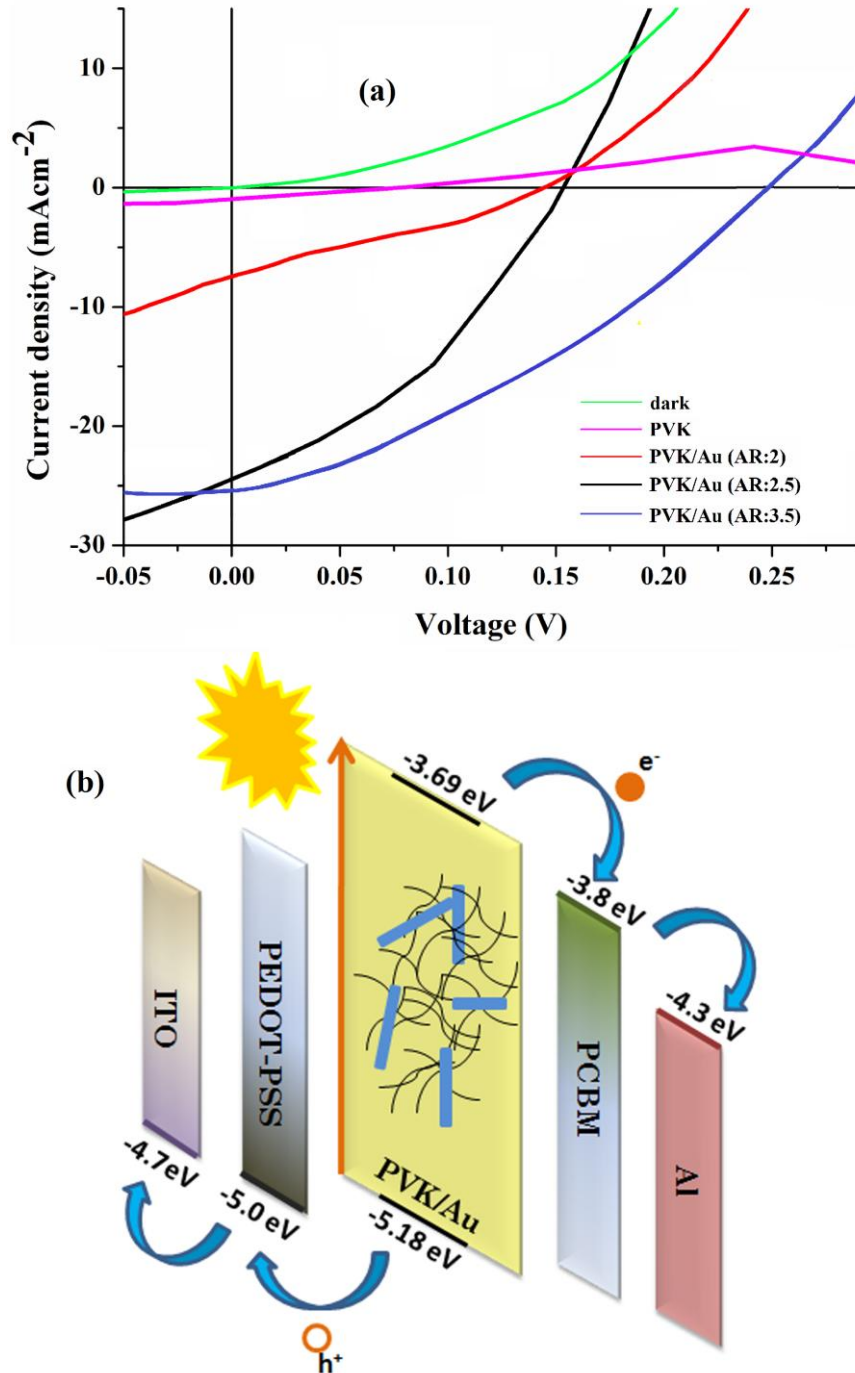 (a)
Current density (mAcm-2)
10
0
-10
-20
-30
-0.05
0.00
0.05
0.10
0.15
0.20
0.25
Voltage (V)
dark
PVK
PVK/Au (AR:2)
PVK/Au (AR:2.5)
PVK/Au (AR:3.5)
(b)
-3.69 eV
e-
-3.8 eV
-4.3 eV
ITO
PEDOT-PSS
PVK/Au
PCBM
Al
-4.7eV
-5.0 eV
-5.18 eV
h+